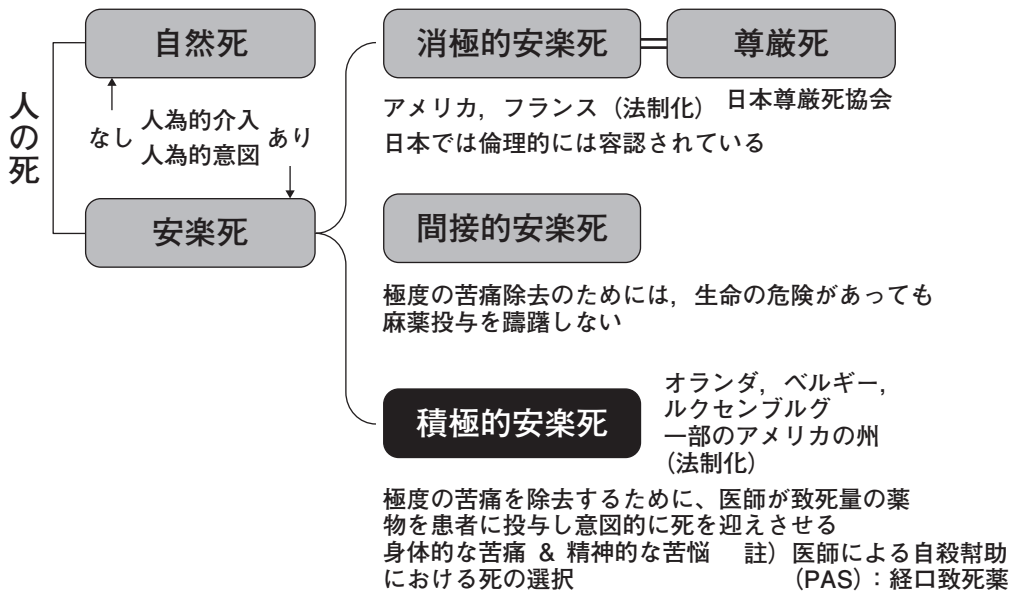 人の死
自然死
なし
人為的介入
人為的意図
あり
安楽死
消極的安楽死
尊厳死
アメリカ，フランス（法制化）
日本尊厳死協会
日本では倫理的には容認されている
間接的安楽死
極度の苦痛除去のためには，生命の危険があっても
麻薬投与を躊躇しない
積極的安楽死
オランダ，ベルギー，
ルクセンブルグ
一部のアメリカの州
（法制化）
極度の苦痛を除去するために、医師が致死量の薬
物を患者に投与し意図的に死を迎えさせる
身体的な苦痛 ＆ 精神的な苦悩
における死の選択
註）医師による自殺幇助
（PAS）：経口致死薬